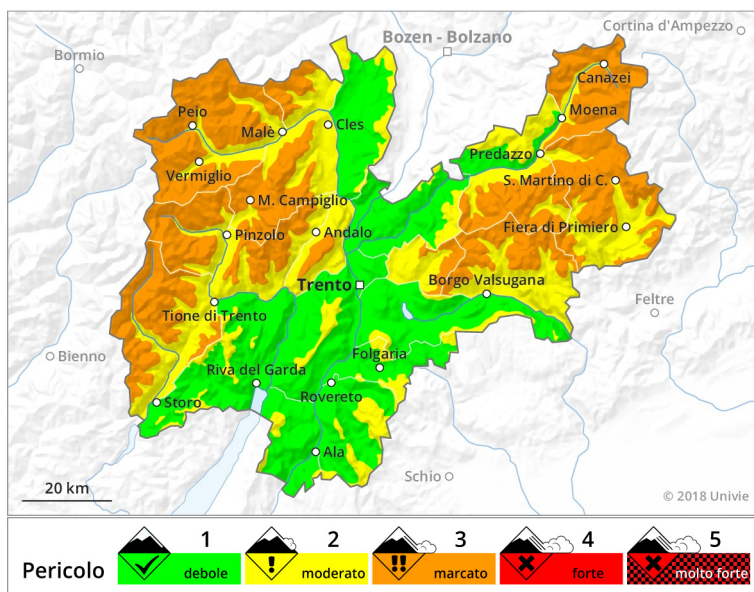 Cortina d'Ampezzo
Bozen - Bolzano
Bormio
Canazei
Peio
Moena
Malè
Cles
Predazzo
Vermiglio
S. Martino di C.
M. Campiglio
Pinzolo
Andalo
Fiera di Primiero
Trento
Borgo Valsugana
Tione di Trento
Feltre
Bienno
Folgaria
Riva del Garda
Rovereto
Storo
Ala
Schio
20 km
© 2018 Univie
Pericolo
1
debole
2
moderato
3
marcato
4
forte
5
molto forte